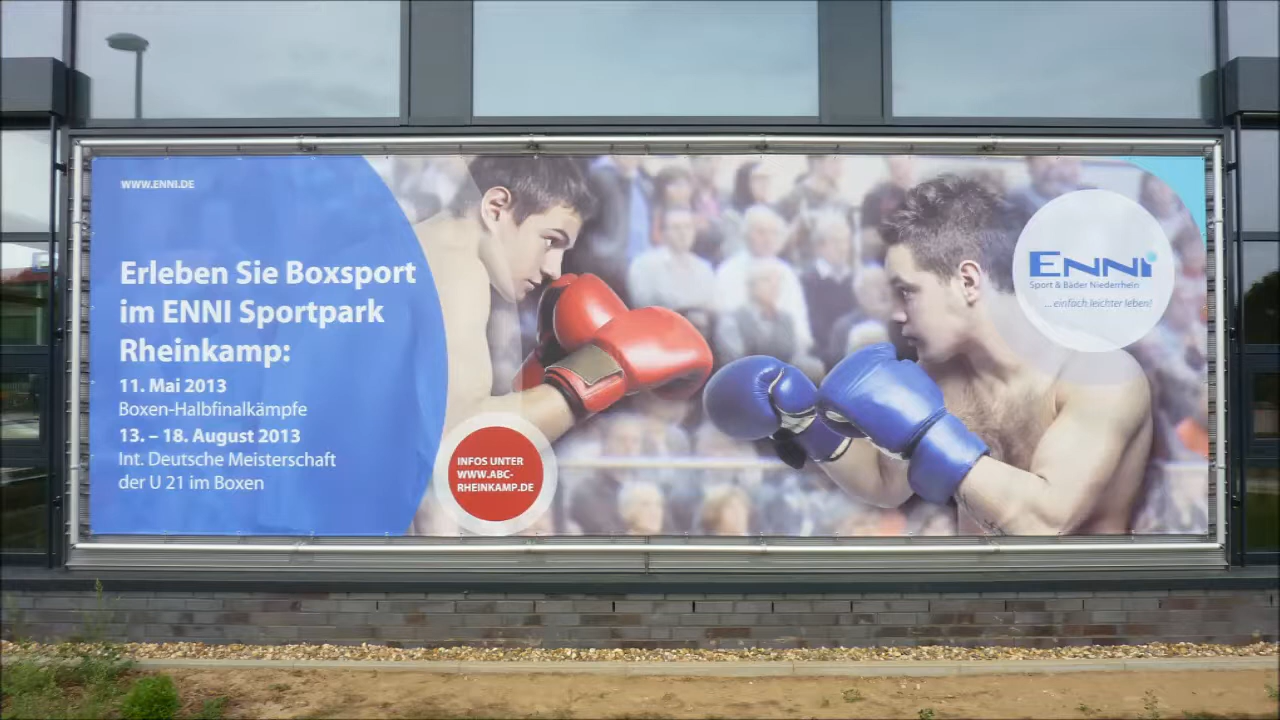 WWW.ENNI.DE
Erleben Sie Boxsport
im ENNI Sportpark
Rheinkamp:
11. Mai 2013
Boxen-Halbfinalkämpfe
13. – 18. August 2013
Int. Deutsche Meisterschaft
der U 21 im Boxen
INFOS UNTER
WWW.ABC-
RHEINKAMP.DE
ENNI
Sport & Bäder Niederrhein
...einfach leichter leben!